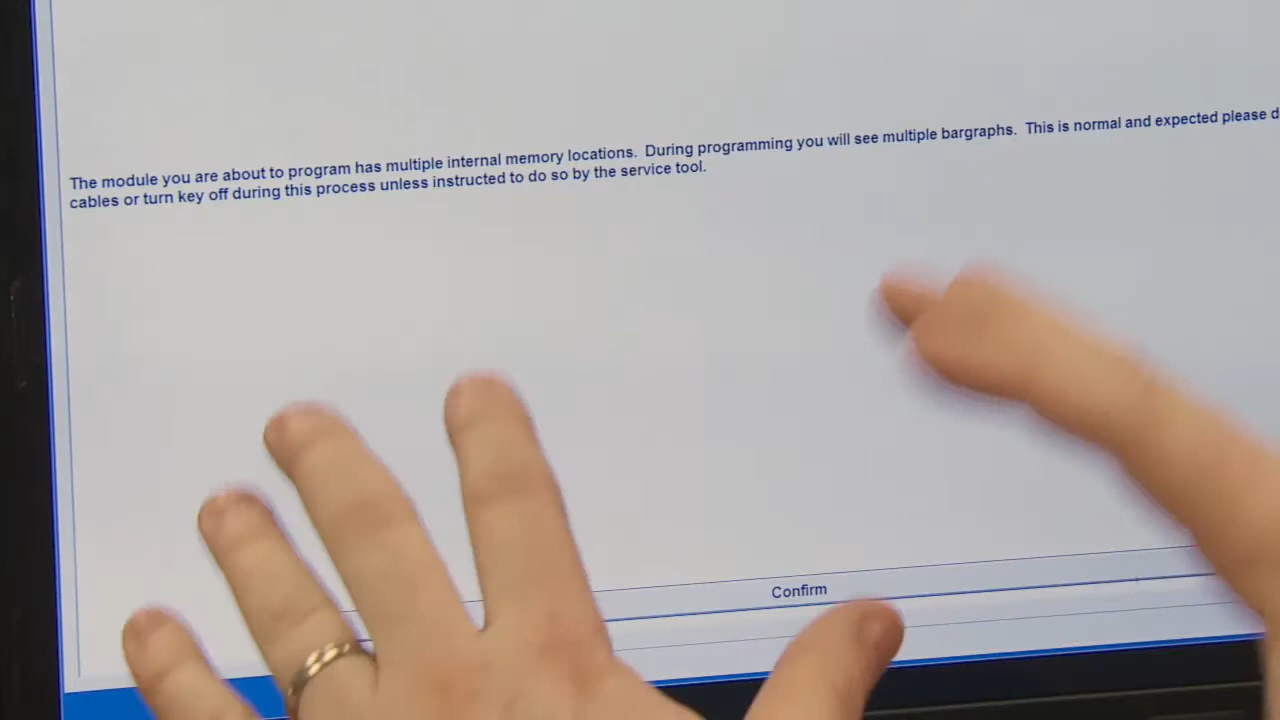 The module you are about to program has multiple internal memory locations. During programming you will see multiple bargraphs. This is normal and expected please
cables or turn key off during this process unless instructed to do so by the service tool.
Confirm